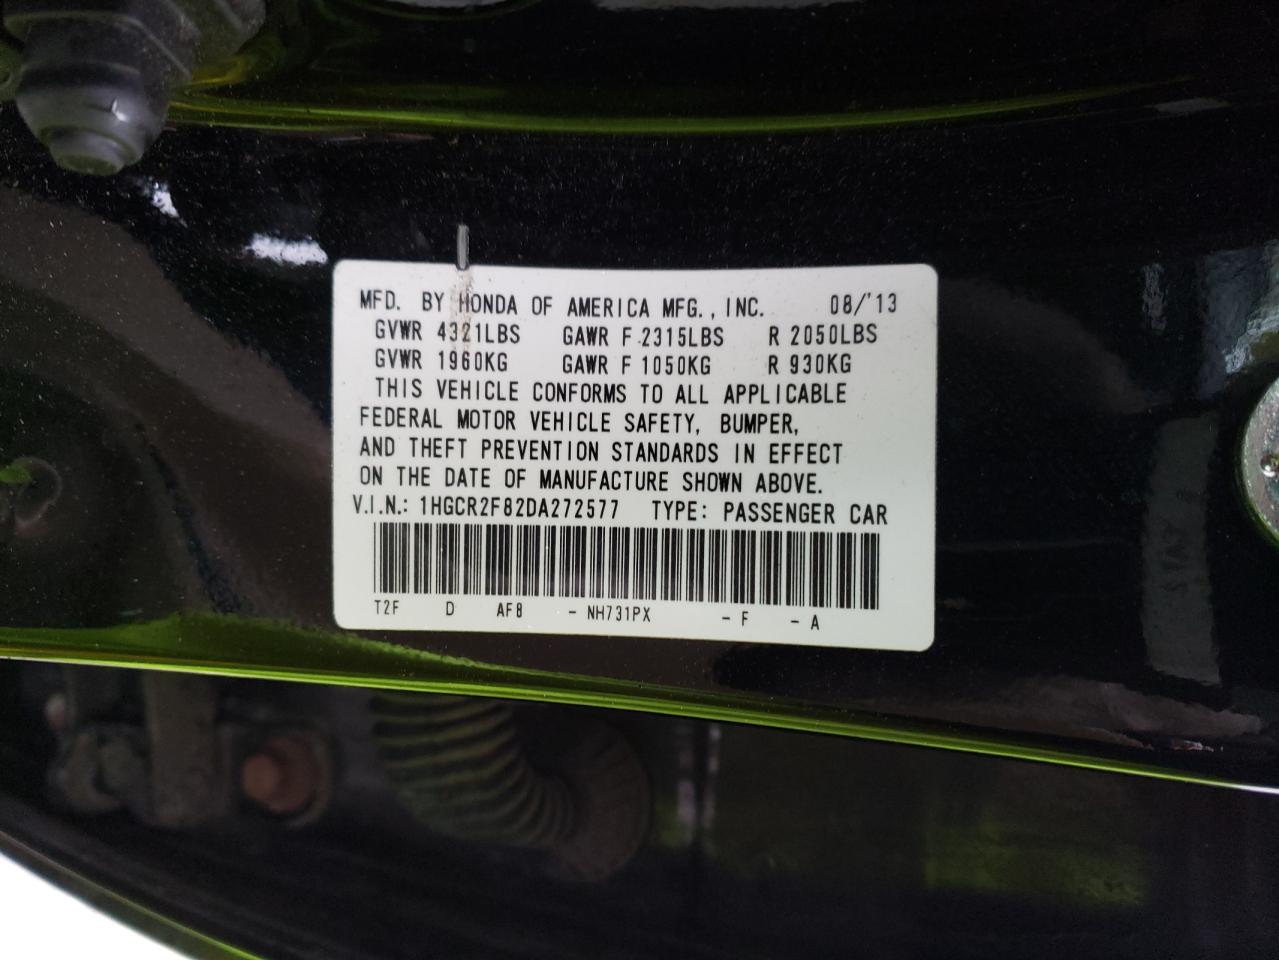 MFD. BY HONDA OF AMERICA MFG., INC. 08/'13
GVWR 4321LBS GAWR F 2315LBS R 2050LBS
GVWR 1960KG GAWR F 1050KG R 930KG
THIS VEHICLE CONFORMS TO ALL APPLICABLE
FEDERAL MOTOR VEHICLE SAFETY, BUMPER,
AND THEFT PREVENTION STANDARDS IN EFFECT
ON THE DATE OF MANUFACTURE SHOWN ABOVE.
V.I.N.: 1HGCR2F82DA272577 TYPE: PASSENGER CAR
T2F D AF8 - NH731PX - F - A